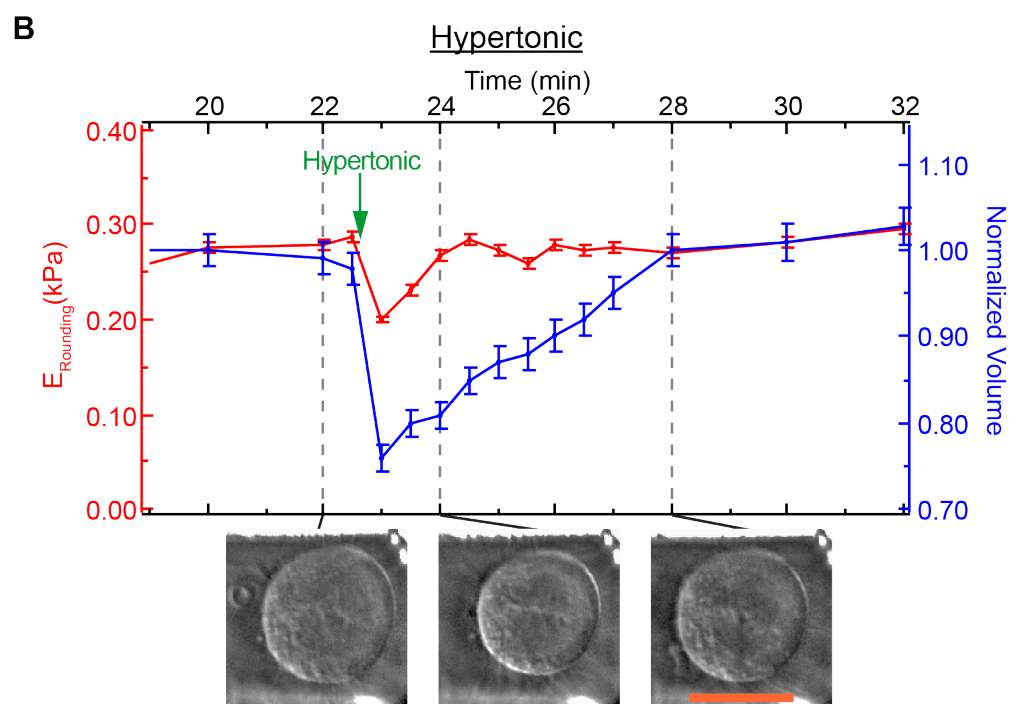 B
Hypertonic
Time (min)
20 22 24 26 28 30 32
Hypertonic
0.40
0.30
0.20
0.10
0.00
E Rounding (kPa)
1.10
1.00
0.90
0.80
0.70
Normalized Volume